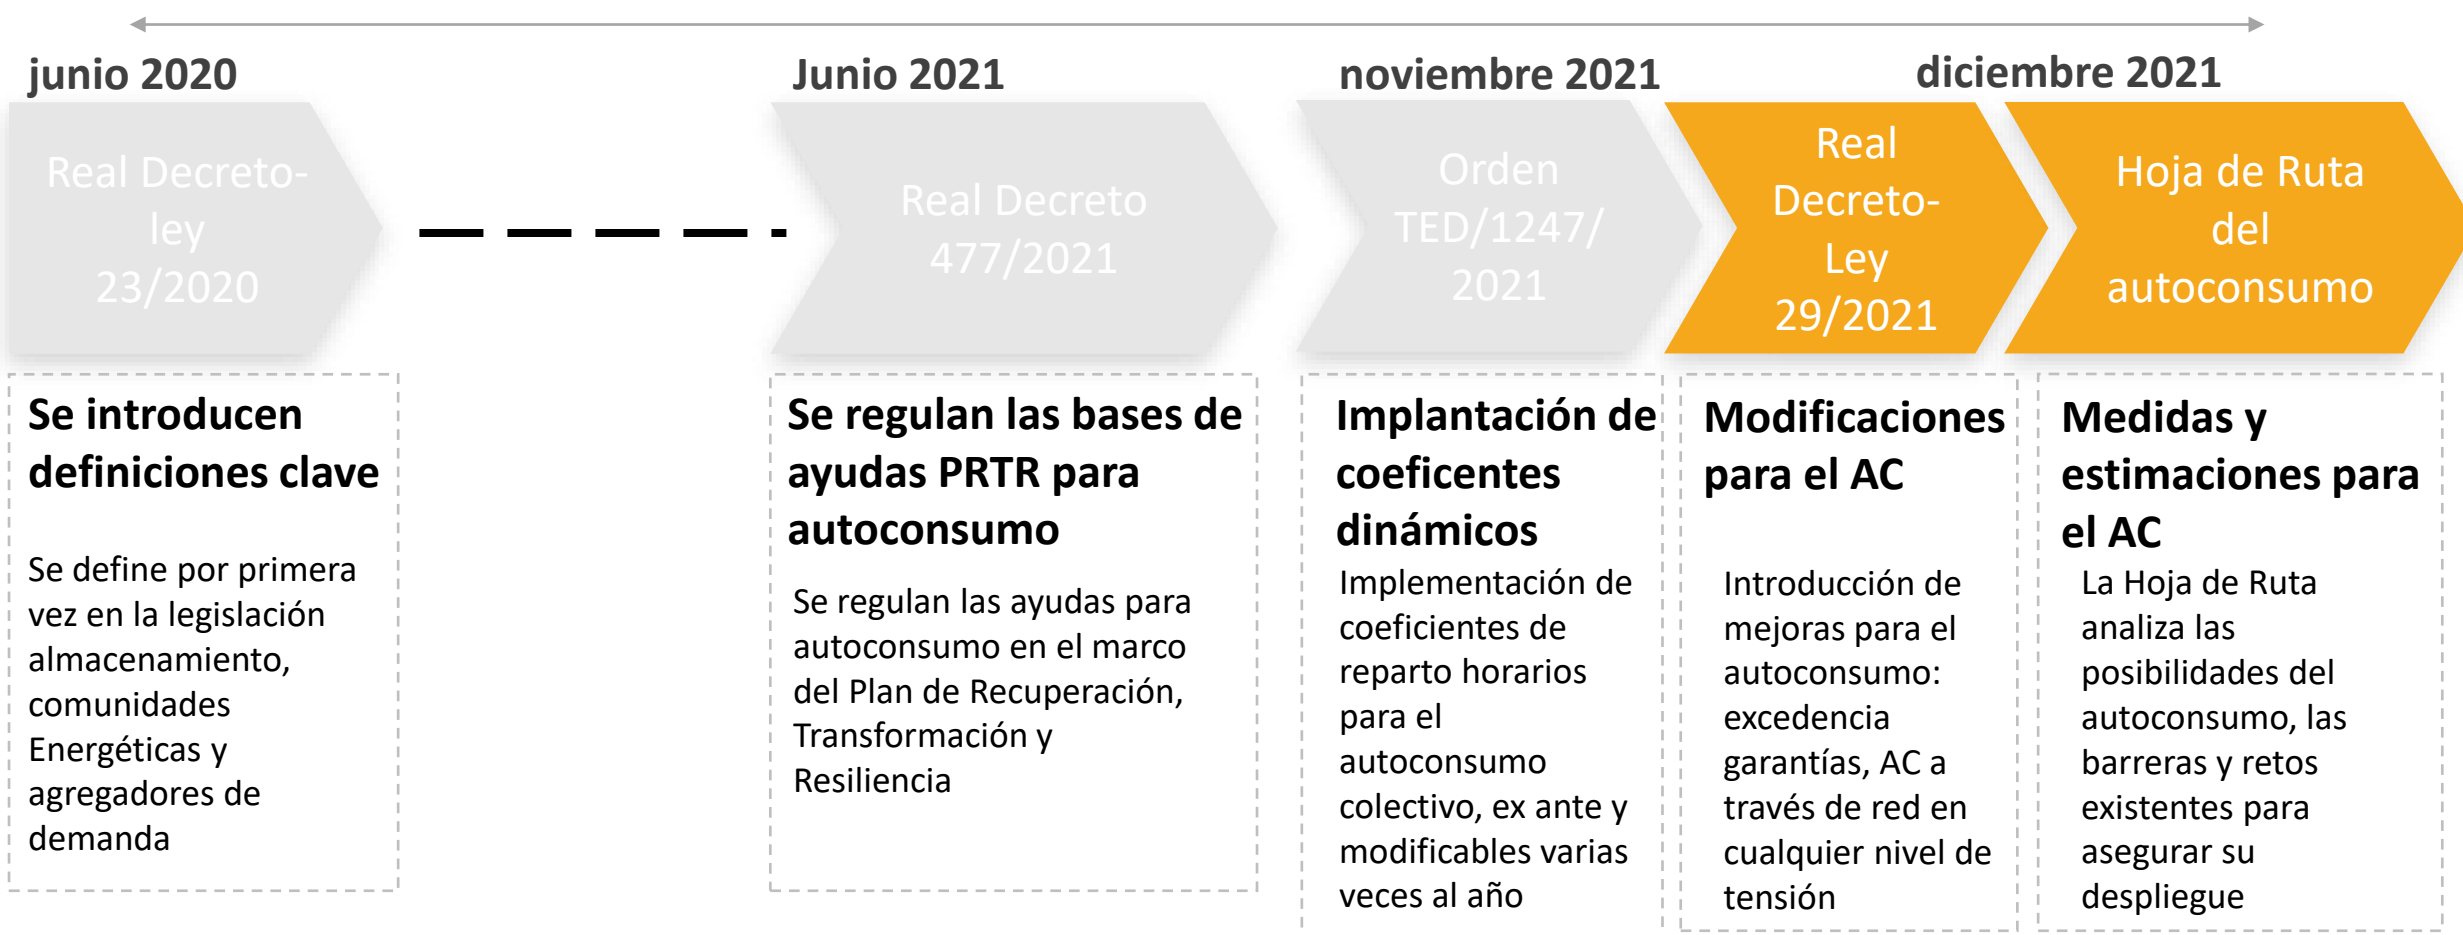 junio 2020
Junio 2021
noviembre 2021
diciembre 2021
Real Decreto-
ley
23/2020
Real Decreto
477/2021
Orden
TED/1247/
2021
Real
Decreto-
Ley
29/2021
Hoja de Ruta
del
autoconsumo
Se introducen
definiciones clave
Se define por primera
vez en la legislación
almacenamiento,
comunidades
Energéticas y
agregadores de
demanda
Se regulan las bases de
ayudas PRTR para
autoconsumo
Se regulan las ayudas para
autoconsumo en el marco
del Plan de Recuperación,
Transformación y
Resiliencia
Implantación de
coeficentes
dinámicos
Implementación de
coeficientes de
reparto horarios
para el
autoconsumo
colectivo, ex ante y
modificables varias
veces al año
Modificaciones
para el AC
Introducción de
mejoras para el
autoconsumo:
excedencia
garantías, AC a
través de red en
cualquier nivel de
tensión
Medidas y
estimaciones para
el AC
La Hoja de Ruta
analiza las
posibilidades del
autoconsumo, las
barreras y retos
existentes para
asegurar su
despliegue